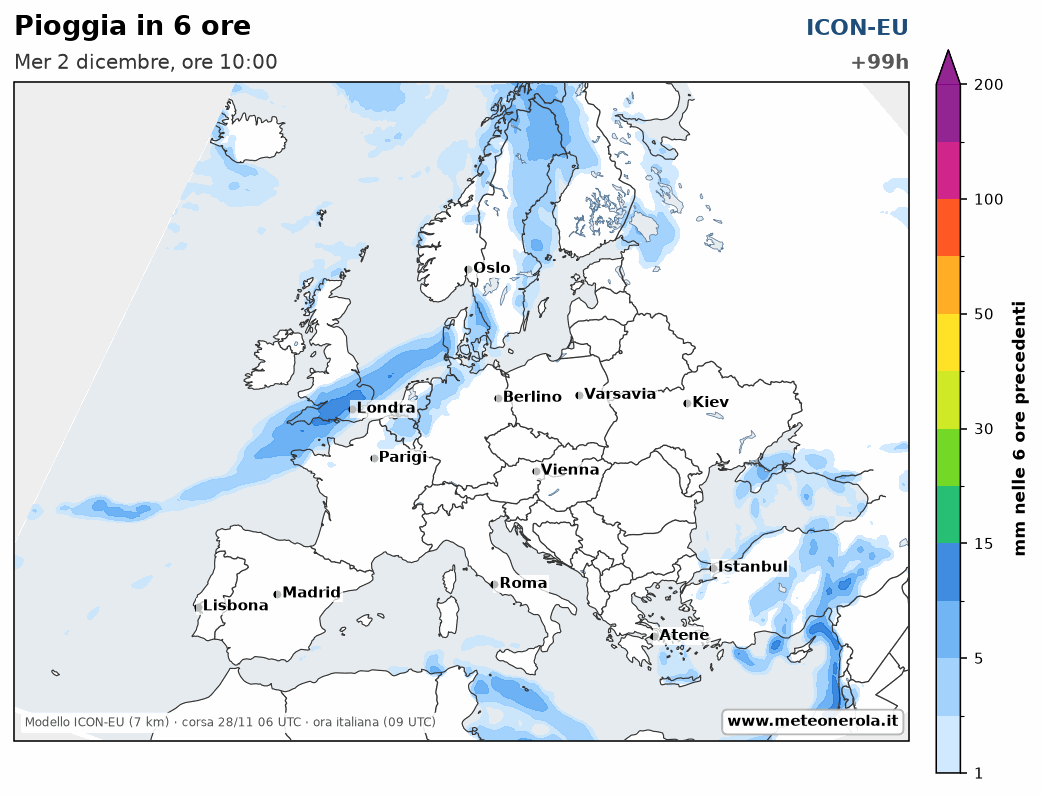 Pioggia in 6 ore
ICON-EU
Mer 2 dicembre, ore 10:00
+99h
200
100
50
30
15
5
1
mm nelle 6 ore precedenti
Oslo
Berlino
Varsavia
Kiev
Londra
Parigi
Vienna
Istanbul
Roma
Madrid
Lisbona
Atene
Modello ICON-EU (7 km) · corsa 28/11 06 UTC · ora italiana (09 UTC)
www.meteonerola.it